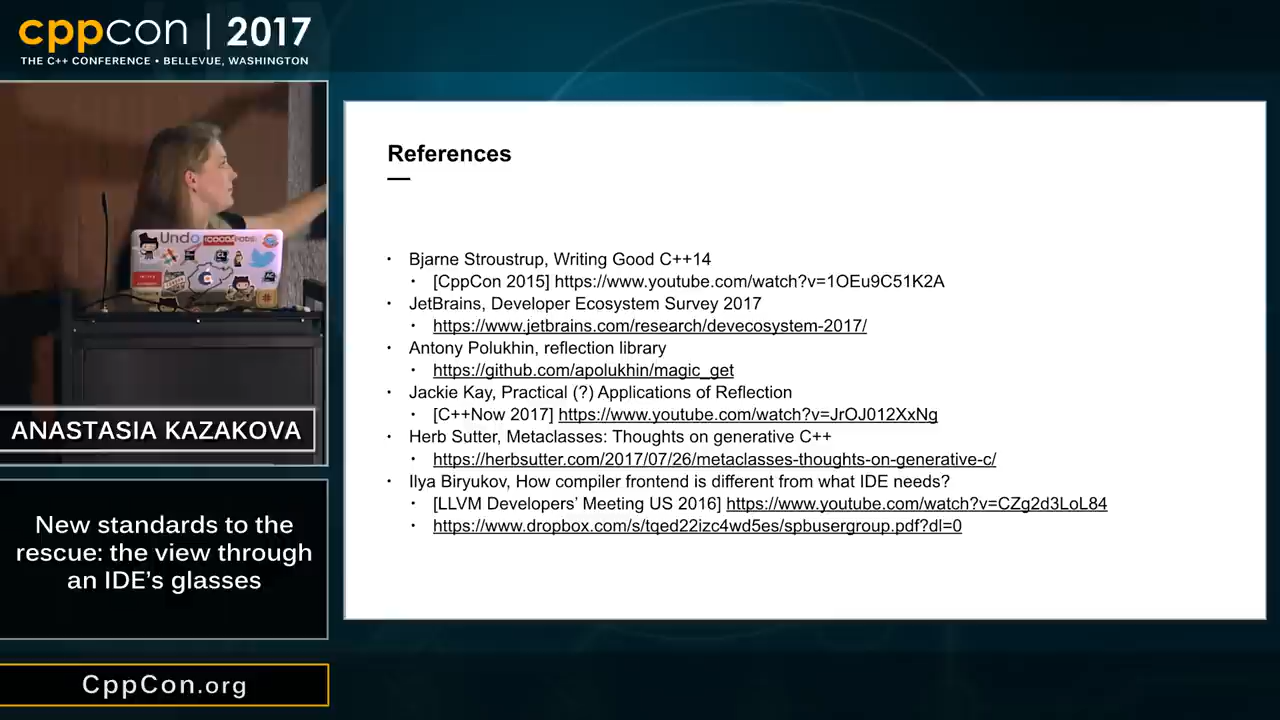 cppcon | 2017
THE C++ CONFERENCE • BELLEVUE, WASHINGTON
Undo
ANASTASIA KAZAKOVA
New standards to the
rescue: the view through
an IDE's glasses
CppCon.org
References
• Bjarne Stroustrup, Writing Good C++14
• [CppCon 2015] https://www.youtube.com/watch?v=1OEu9C51K2A
• JetBrains, Developer Ecosystem Survey 2017
• https://www.jetbrains.com/research/devecosystem-2017/
• Antony Polukhin, reflection library
• https://github.com/apolukhin/magic_get
• Jackie Kay, Practical (?) Applications of Reflection
• [C++Now 2017] https://www.youtube.com/watch?v=JrOJ012XxNg
• Herb Sutter, Metaclasses: Thoughts on generative C++
• https://herbsutter.com/2017/07/26/metaclasses-thoughts-on-generative-c/
• Ilya Biryukov, How compiler frontend is different from what IDE needs?
• [LLVM Developers' Meeting US 2016] https://www.youtube.com/watch?v=CZg2d3LoL84
• https://www.dropbox.com/s/tqed22izc4wd5es/spbusergroup.pdf?dl=0